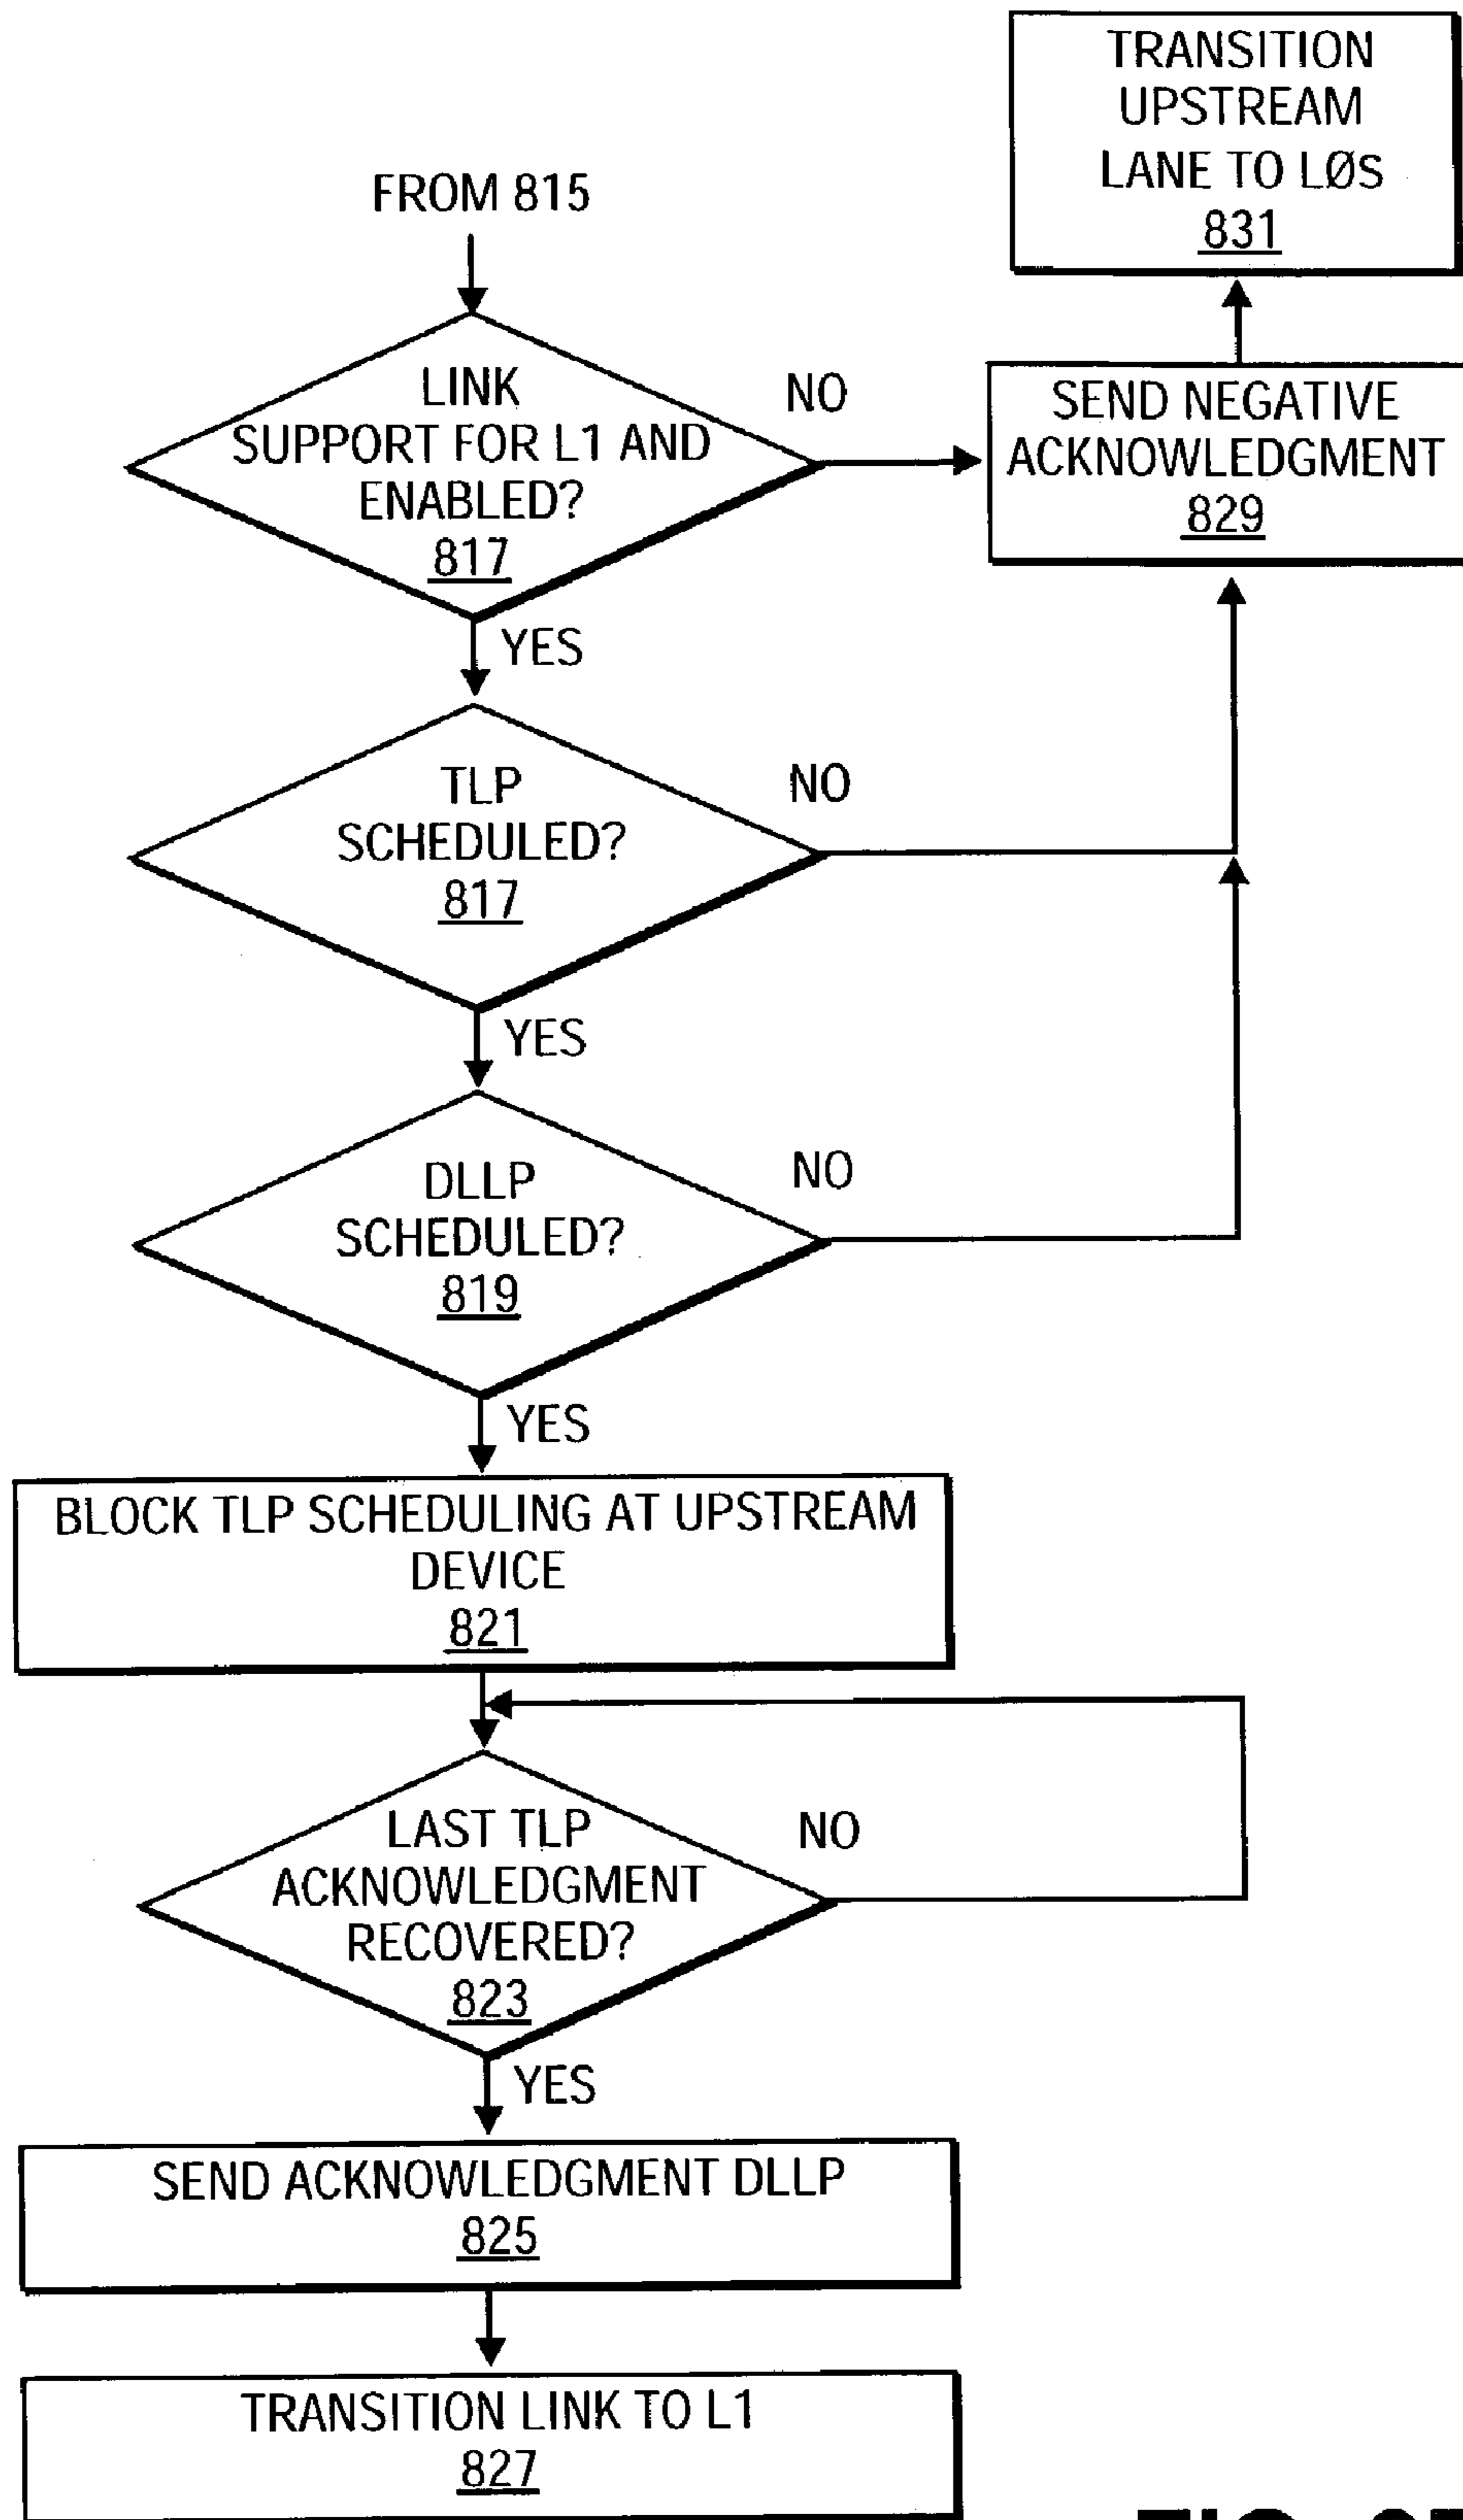 TRANSITION
UPSTREAM
LANE TO LØS
831
FROM 815
LINK
SUPPORT FOR L1 AND
ENABLED?
817
NO
SEND NEGATIVE
ACKNOWLEDGMENT
829
YES
TLP
SCHEDULED?
817
NO
YES
DLLP
SCHEDULED?
819
NO
YES
BLOCK TLP SCHEDULING AT UPSTREAM
DEVICE
821
LAST TLP
ACKNOWLEDGMENT
RECOVERED?
823
NO
YES
SEND ACKNOWLEDGMENT DLLP
825
TRANSITION LINK TO L1
827